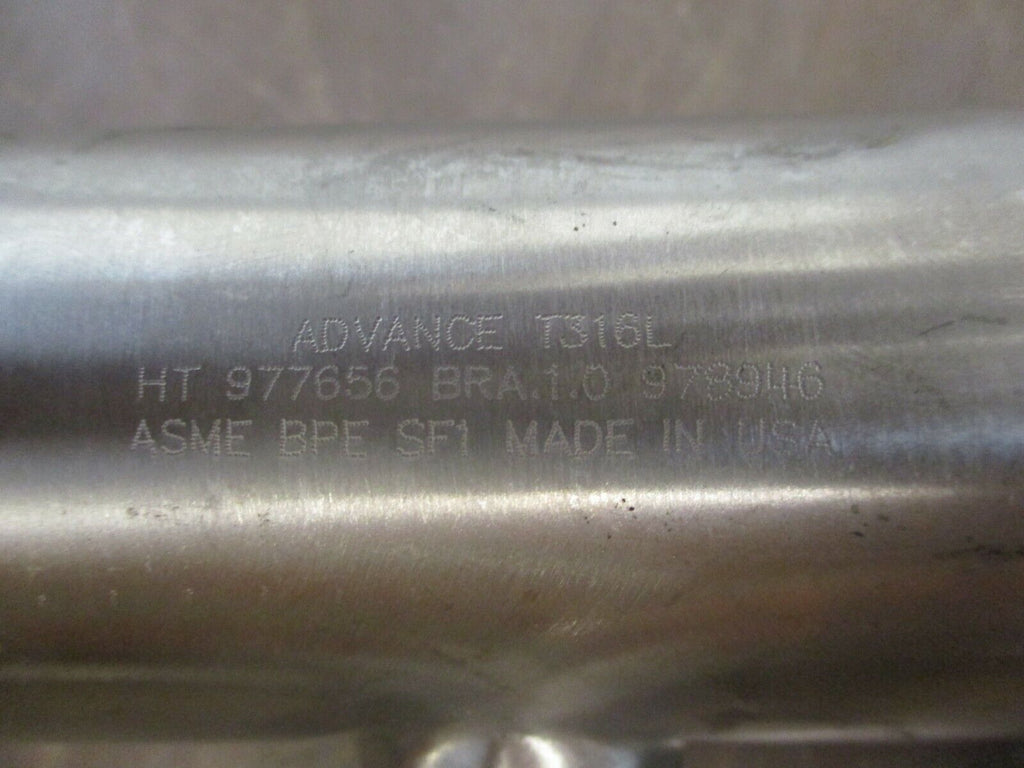 ADVANCE T316L
HT 977656 BRA.1.0 978946
ASME BPE SF1 MADE IN USA